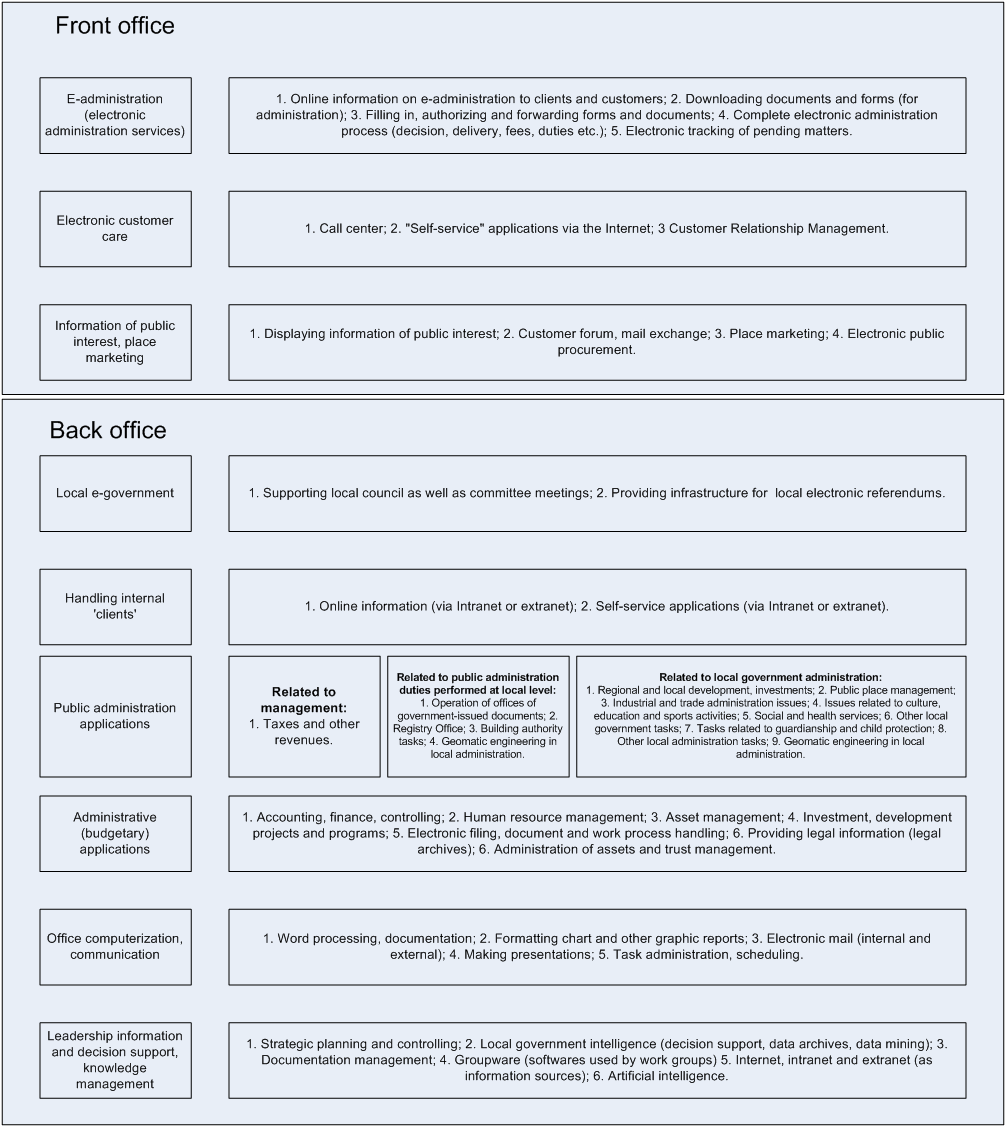 Front office
E-administration
(electronic
administration services)
1. Online information on e-administration to clients and customers; 2. Downloading documents and forms (for
administration); 3. Filling in, authorizing and forwarding forms and documents; 4. Complete electronic administration
process (decision, delivery, fees, duties etc.); 5. Electronic tracking of pending matters.
Electronic customer
care
1. Call center; 2. "Self-service" applications via the Internet; 3 Customer Relationship Management.
Information of public
interest, place
marketing
1. Displaying information of public interest; 2. Customer forum, mail exchange; 3. Place marketing; 4. Electronic public
procurement.
Back office
Local e-government
1. Supporting local council as well as committee meetings; 2. Providing infrastructure for  local electronic referendums.
Handling internal
'clients'
1. Online information (via Intranet or extranet); 2. Self-service applications (via Intranet or extranet).
Public administration
applications
Related to
management:
1. Taxes and other
revenues.
Related to public administration
duties performed at local level:
1. Operation of offices of
government-issued documents; 2.
Registry Office; 3. Building authority
tasks; 4. Geomatic engineering in
local administration.
Related to local government administration:
1. Regional and local development, investments; 2. Public place management;
3. Industrial and trade administration issues; 4. Issues related to culture,
education and sports activities; 5. Social and health services; 6. Other local
government tasks; 7. Tasks related to guardianship and child protection; 8.
Other local administration tasks; 9. Geomatic engineering in local
administration.
Administrative
(budgetary)
applications
1. Accounting, finance, controlling; 2. Human resource management; 3. Asset management; 4. Investment, development
projects and programs; 5. Electronic filing, document and work process handling; 6. Providing legal information (legal
archives); 6. Administration of assets and trust management.
Office computerization,
communication
1. Word processing, documentation; 2. Formatting chart and other graphic reports; 3. Electronic mail (internal and
external); 4. Making presentations; 5. Task administration, scheduling.
Leadership information
and decision support,
knowledge
management
1. Strategic planning and controlling; 2. Local government intelligence (decision support, data archives, data mining); 3.
Documentation management; 4. Groupware (softwares used by work groups) 5. Internet, intranet and extranet (as
information sources); 6. Artificial intelligence.